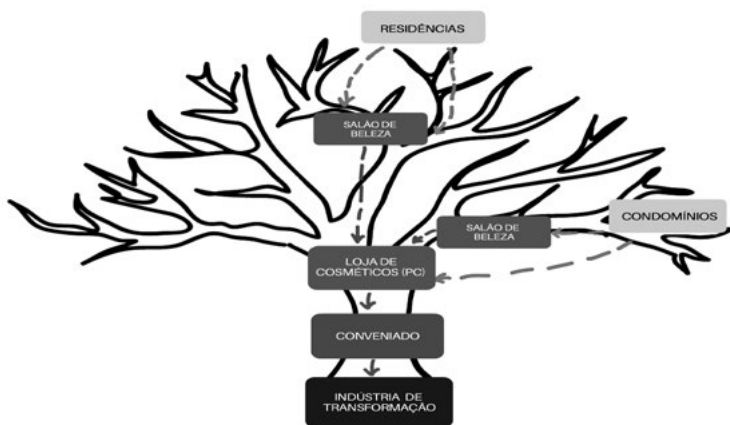 RESIDÊNCIAS
SALÃO DE
BELEZA
SALÃO DE
BELEZA
CONDOMÍNIOS
LOJA DE
COSMÉTICOS (PC)
CONVENIADO
INDÚSTRIA DE
TRANSFORMAÇÃO